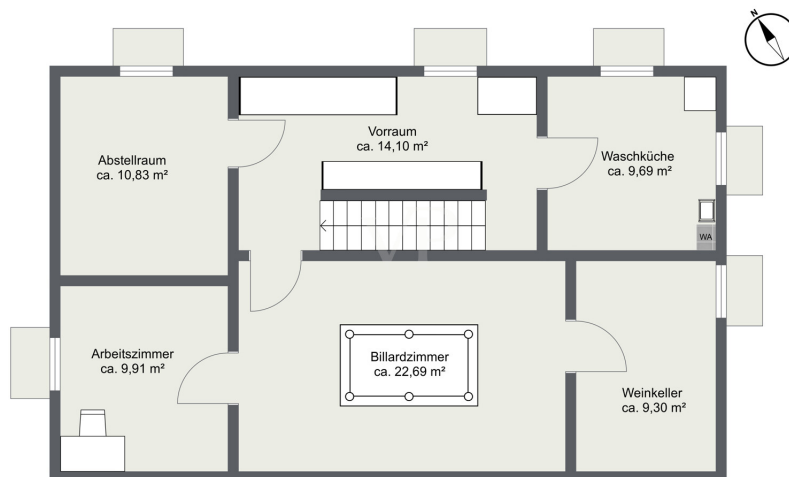 N
Abstellraum
ca. 10,83 m²
Vorraum
ca. 14,10 m²
Waschküche
ca. 9,69 m²
WA
Arbeitszimmer
ca. 9,91 m²
Billardzimmer
ca. 22,69 m²
Weinkeller
ca. 9,30 m²